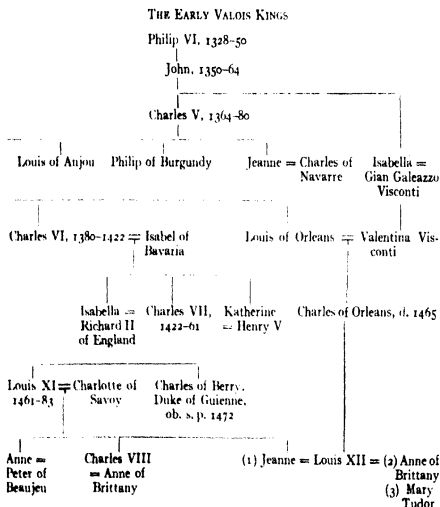 THE EARLY VALOIS KINGS
Philip VI, 1328-50
John, 1350-64
Charles V, 1364-80
Louis of Anjou Philip of Burgundy Jeanne = Charles of Navarre Isabella = Gian Galeazzo Visconti
Charles VI, 1380-1422 = Isabel of Bavaria Louis of Orleans = Valentina Visconti
Isabella = Richard II of England Charles VII, 1422-61 Katherine = Henry V Charles of Orleans, d. 1465
Louis XI = Charlotte of Savoy 1461-83 Charles of Berry, Duke of Guienne, ob. s. p. 1472
Anne = Peter of Beaujeu Charles VIII = Anne of Brittany (1) Jeanne = Louis XII = (2) Anne of Brittany (3) Mary Tudor